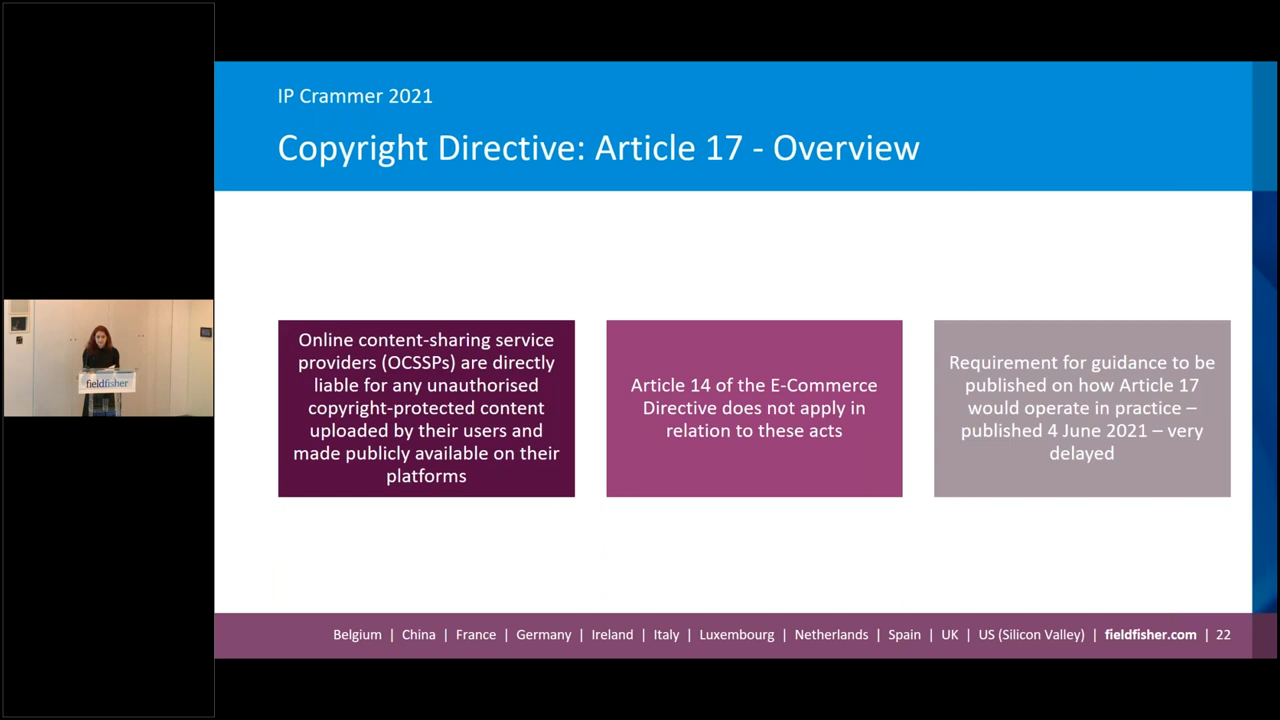 IP Crammer 2021
Copyright Directive: Article 17 - Overview
Online content-sharing service
providers (OCSSPs) are directly
liable for any unauthorised
copyright-protected content
uploaded by their users and
made publicly available on their
platforms
Article 14 of the E-Commerce
Directive does not apply in
relation to these acts
Requirement for guidance to be
published on how Article 17
would operate in practice –
published 4 June 2021 – very
delayed
fieldfisher
Belgium | China | France | Germany | Ireland | Italy | Luxembourg | Netherlands | Spain | UK | US (Silicon Valley) | fieldfisher.com | 22